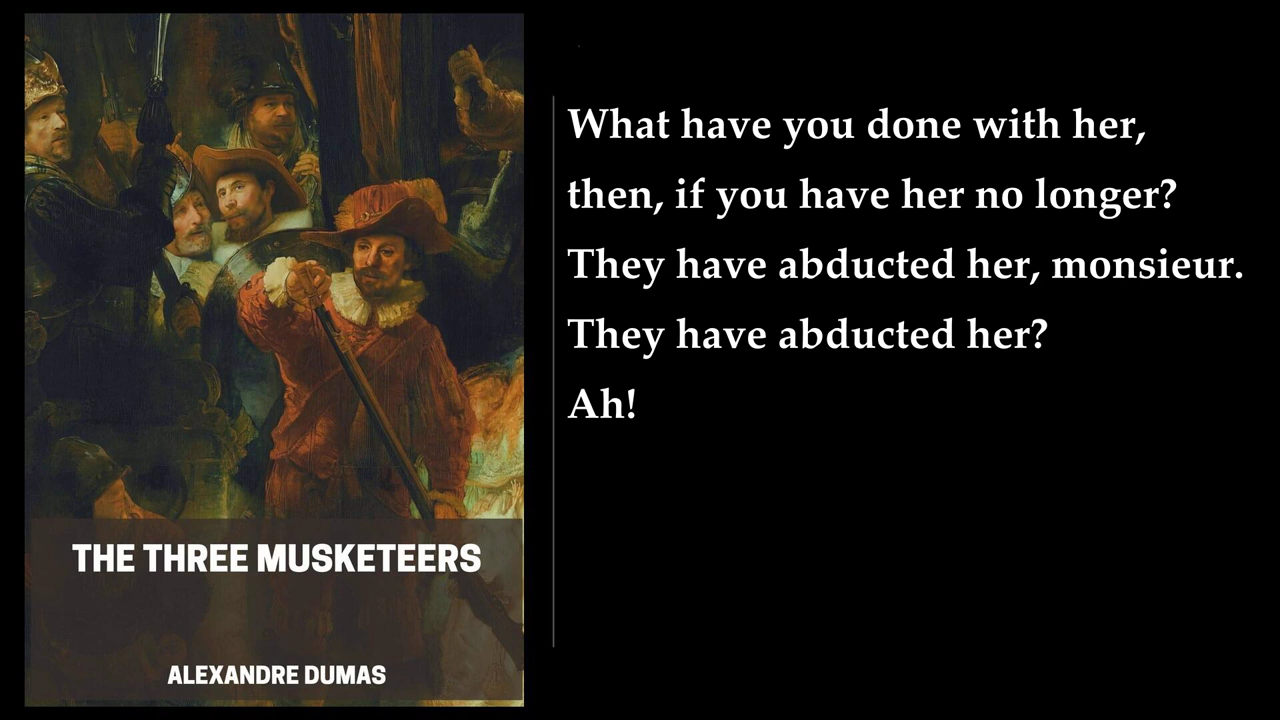 THE THREE MUSKETEERS
ALEXANDRE DUMAS
What have you done with her,
then, if you have her no longer?
They have abducted her, monsieur.
They have abducted her?
Ah!